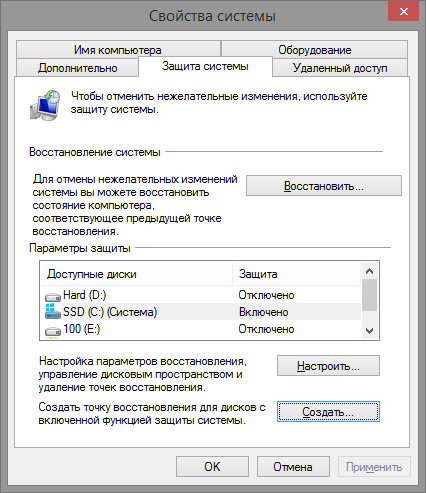 Свойства системы
Имя компьютера
Оборудование
Дополнительно
Защита системы
Удаленный доступ
Чтобы отменить нежелательные изменения, используйте
защиту системы.
Восстановление системы
Для отмены нежелательных изменений
системы вы можете восстановить
состояние компьютера,
соответствующее предыдущей точке
восстановления.
Восстановить...
Параметры защиты
Доступные диски
Защита
Hard (D:)
Отключено
SSD (C:) (Система)
Включено
100 (E:)
Отключено
Настройка параметров восстановления,
управление дисковым пространством и
удаление точек восстановления.
Настроить...
Создать точку восстановления для дисков с
включенной функцией защиты системы.
Создать...
OK
Отмена
Применить